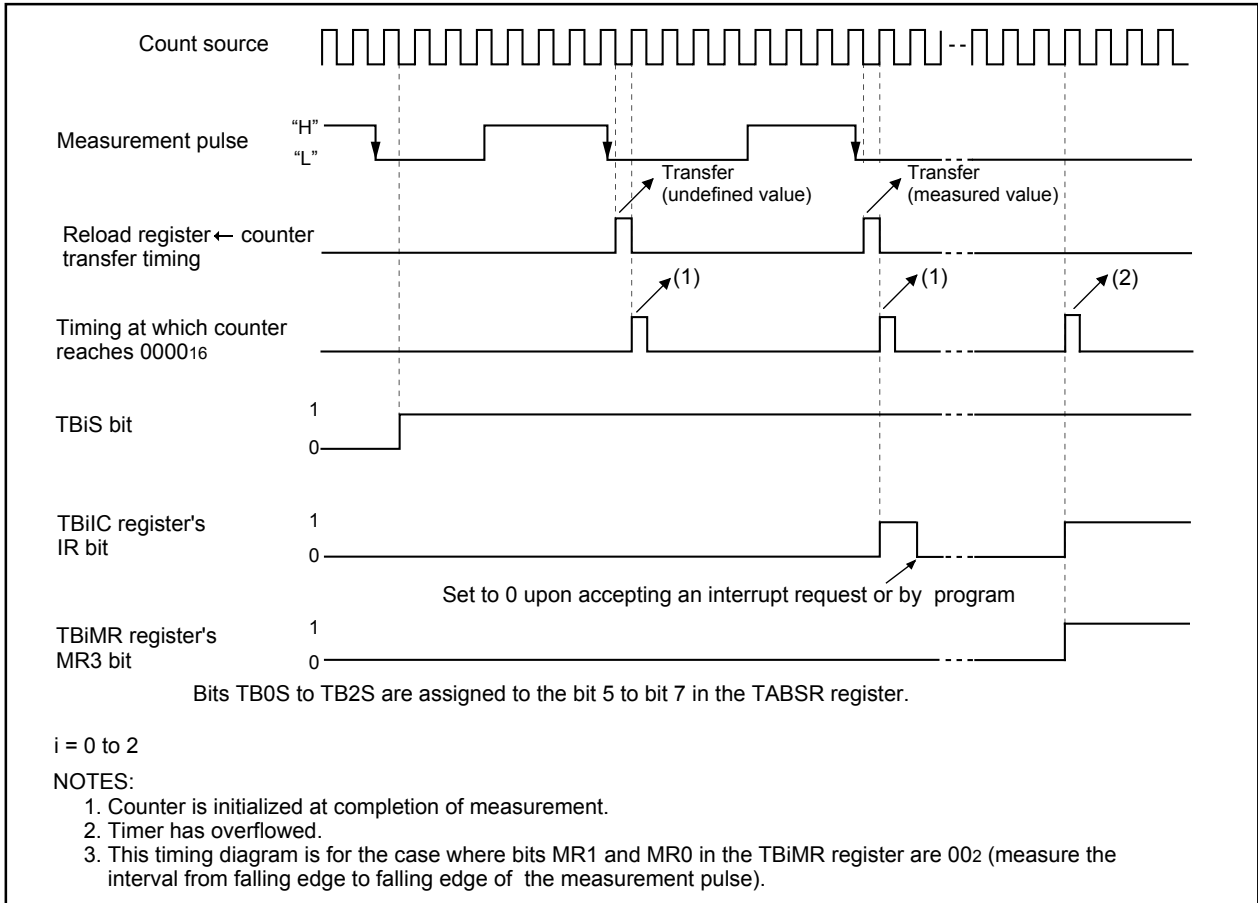 Count source
Measurement pulse
“H”
“L”
Transfer
(undefined value)
Transfer
(measured value)
Reload register ← counter
transfer timing
(1)
(1)
(2)
Timing at which counter
reaches 000016
TBiS bit
1
0
TBiIC register's
IR bit
1
0
Set to 0 upon accepting an interrupt request or by program
TBiMR register's
MR3 bit
1
0
Bits TB0S to TB2S are assigned to the bit 5 to bit 7 in the TABSR register.
i = 0 to 2
NOTES:
1. Counter is initialized at completion of measurement.
2. Timer has overflowed.
3. This timing diagram is for the case where bits MR1 and MR0 in the TBiMR register are 002 (measure the
interval from falling edge to falling edge of the measurement pulse).